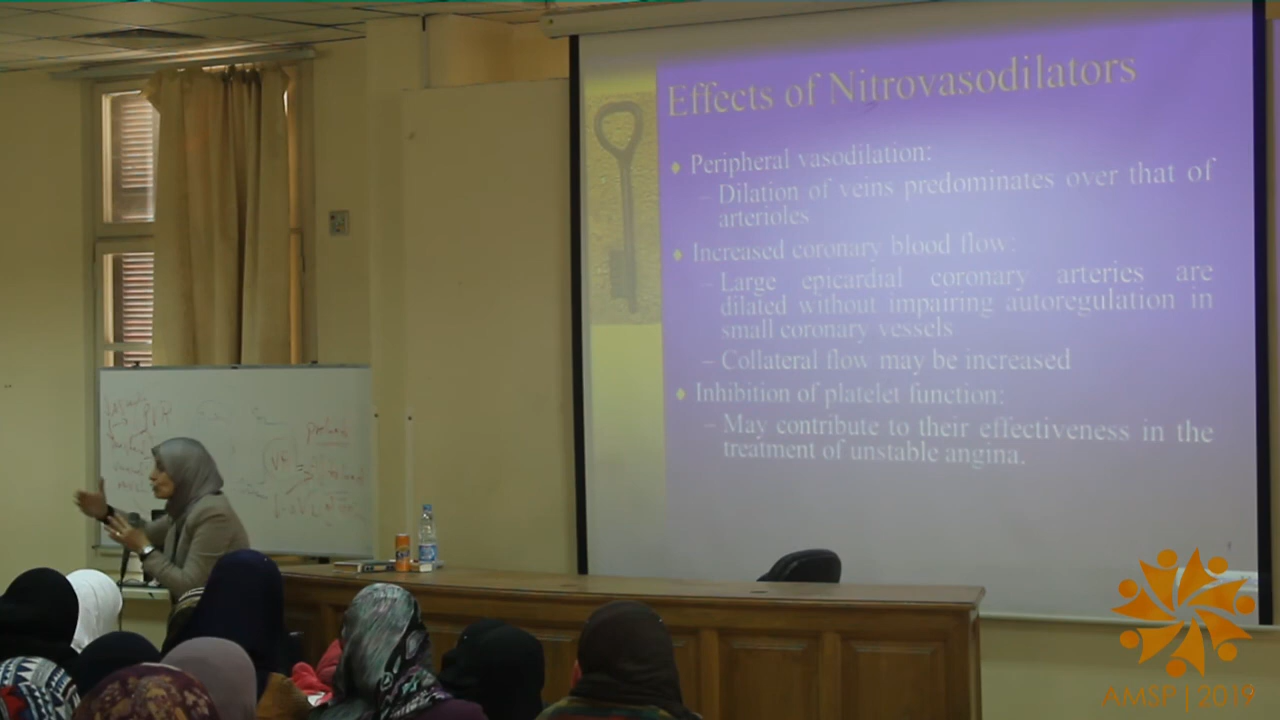 Effects of Nitrovasodilators
Peripheral vasodilation:
– Dilation of veins predominates over that of
arterioles
Increased coronary blood flow:
– Large epicardial coronary arteries are
dilated without impairing autoregulation in
small coronary vessels
– Collateral flow may be increased
Inhibition of platelet function:
– May contribute to their effectiveness in the
treatment of unstable angina.
AMSP | 2019